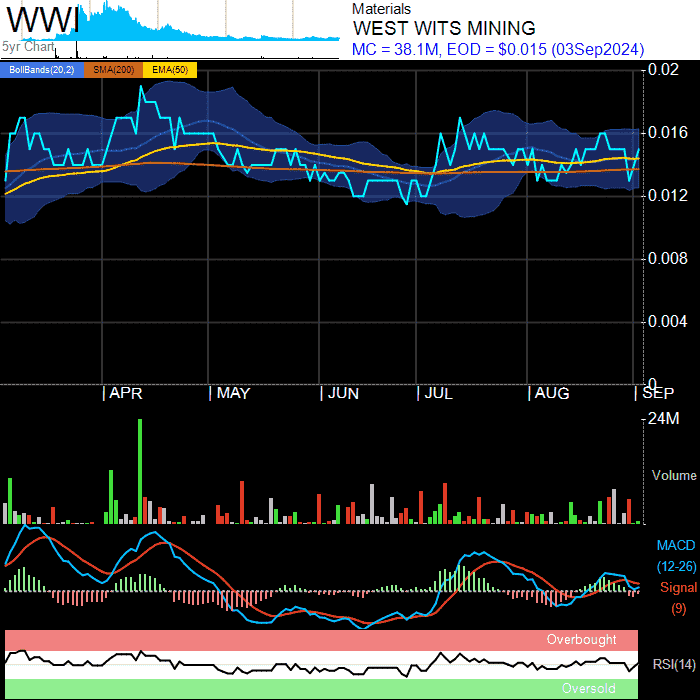 WWI
5yr Chart
Materials
WEST WITS MINING
MC = 38.1M, EOD = $0.015 (03Sep2024)
BollBands(20,2) SMA(200) EMA(50)
0.02
0.016
0.012
0.008
0.004
0
APR MAY JUN JUL AUG SEP
24M
Volume
MACD
(12-26)
Signal
(9)
Overbought
RSI(14)
Oversold